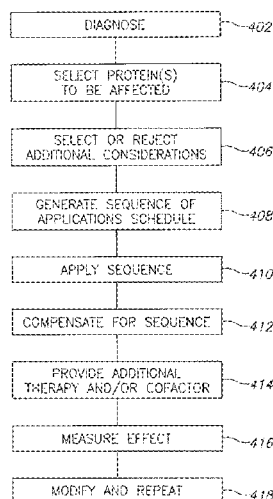 DIAGNOSE
402
SELECT PROTEIN(S)
TO BE AFFECTED
404
SELECT OR REJECT
ADDITIONAL CONSIDERATIONS
406
GENERATE SEQUENCE OF
APPLICATIONS SCHEDULE
408
APPLY SEQUENCE
410
COMPENSATE FOR SEQUENCE
412
PROVIDE ADDITIONAL
THERAPY AND/OR COFACTOR
414
MEASURE EFFECT
416
MODIFY AND REPEAT
418